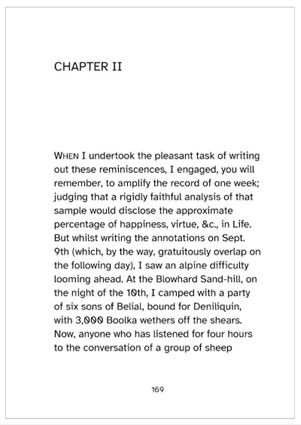 CHAPTER II
WHEN I undertook the pleasant task of writing
out these reminiscences, I engaged, you will
remember, to amplify the record of one week;
judging that a rigidly faithful analysis of that
sample would disclose the approximate
percentage of happiness, virtue, &c., in Life.
But whilst writing the annotations on Sept.
9th (which, by the way, gratuitously overlap on
the following day), I saw an alpine difficulty
looming ahead. At the Blowhard Sand-hill, on
the night of the 10th, I camped with a party
of six sons of Belial, bound for Deniliquin,
with 3,000 Boolka wethers off the shears.
Now, anyone who has listened for four hours
to the conversation of a group of sheep
169